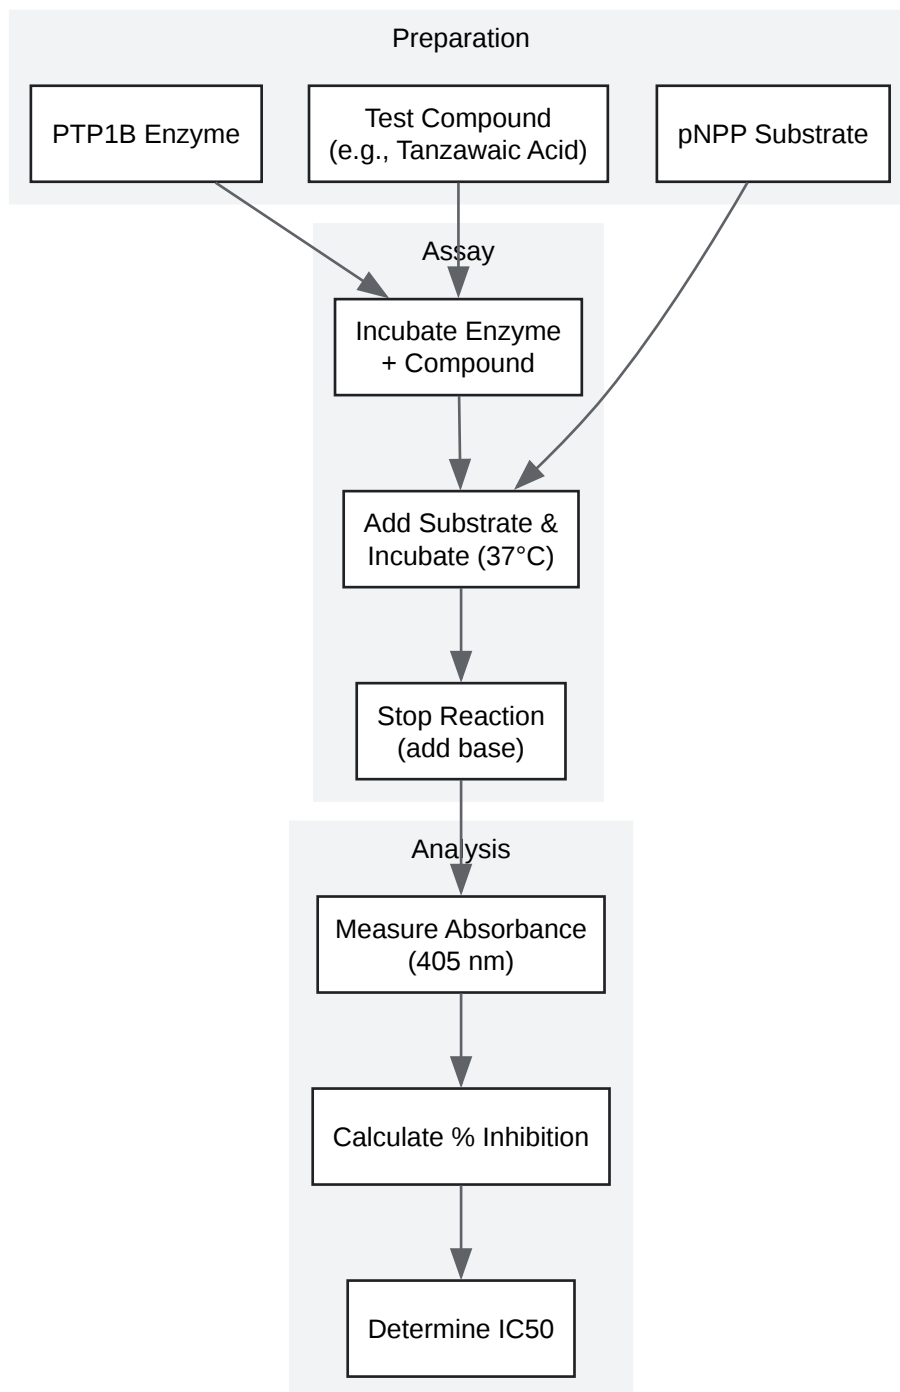 Preparation
PTP1B Enzyme
Test Compound
(e.g., Tanzawaic Acid)
pNPP Substrate
Assay
Incubate Enzyme
+ Compound
Add Substrate &
Incubate (37°C)
Stop Reaction
(add base)
Analysis
Measure Absorbance
(405 nm)
Calculate % Inhibition
Determine IC50